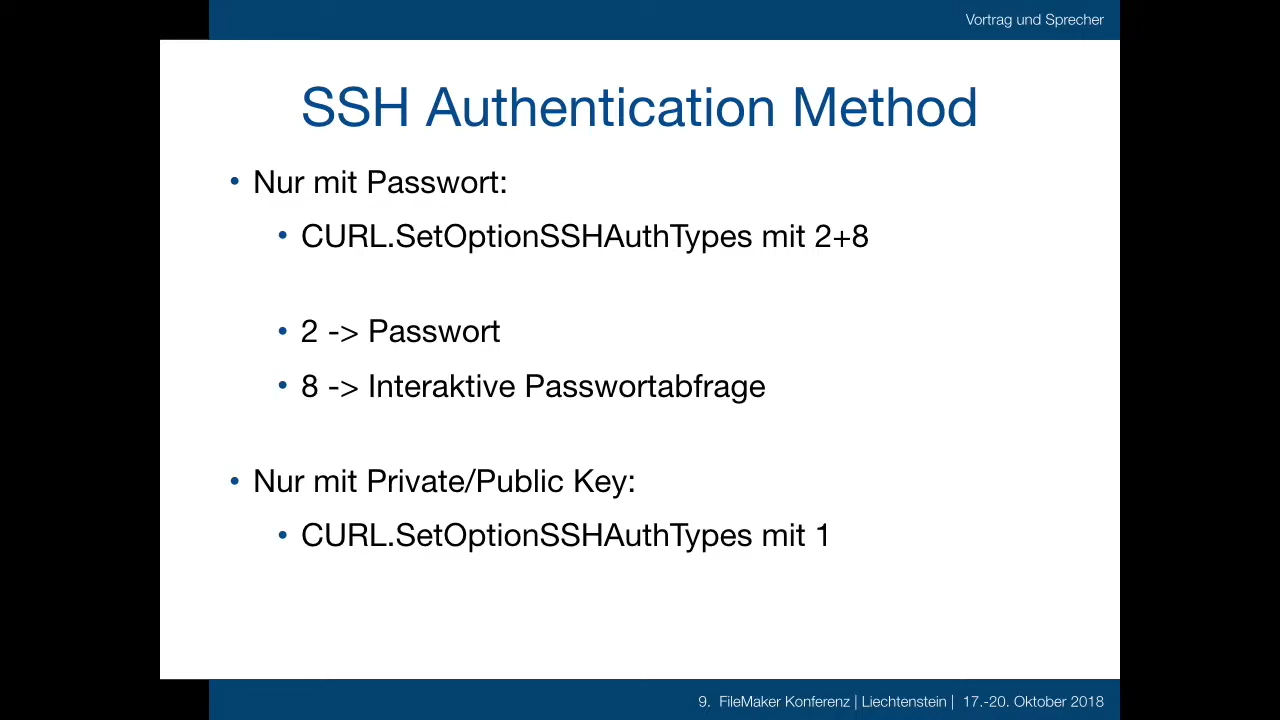 Vortrag und Sprecher
SSH Authentication Method
• Nur mit Passwort:
• CURL.SetOptionSSHAuthTypes mit 2+8
• 2 -> Passwort
• 8 -> Interaktive Passwortabfrage
• Nur mit Private/Public Key:
• CURL.SetOptionSSHAuthTypes mit 1
9. FileMaker Konferenz | Liechtenstein | 17.-20. Oktober 2018